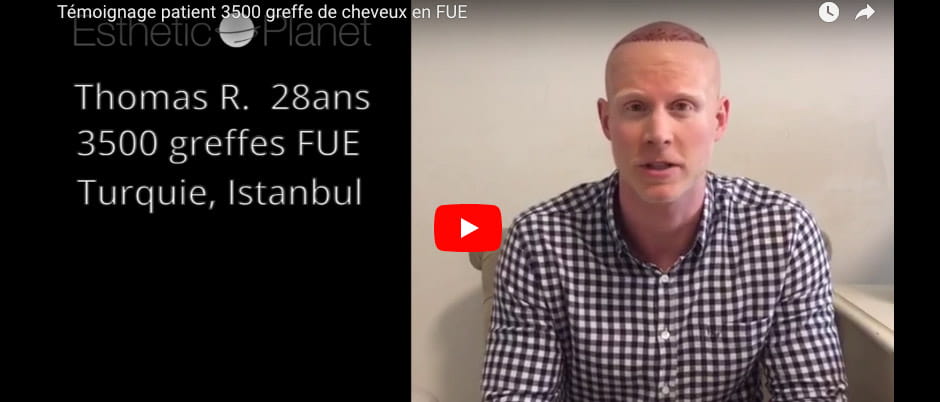 Témoignage patient 3500 greffe de cheveux en FUE
Esthetic Planet
Thomas R. 28ans
3500 greffes FUE
Turquie, Istanbul